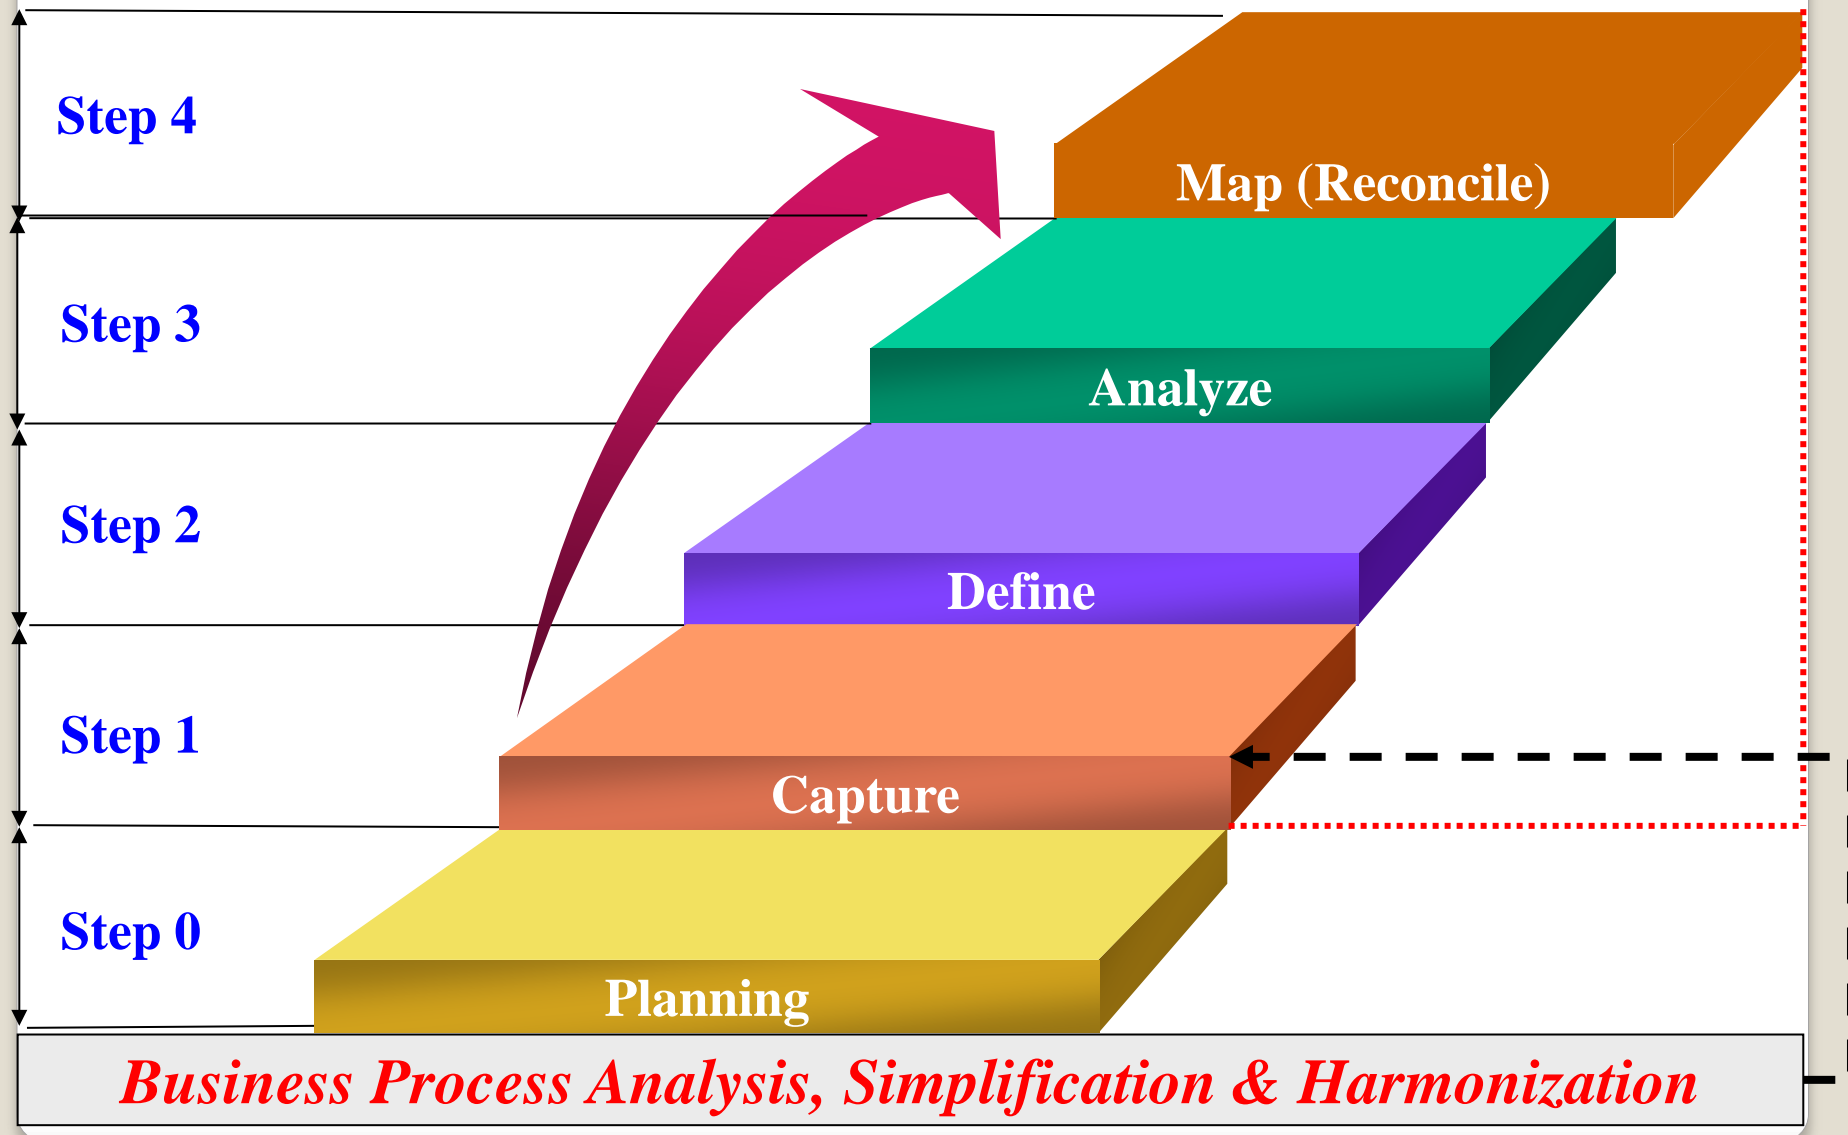 Step 4
Map (Reconcile)
Step 3
Analyze
Step 2
Define
Step 1
Capture
Step 0
Planning
Business Process Analysis, Simplification & Harmonization